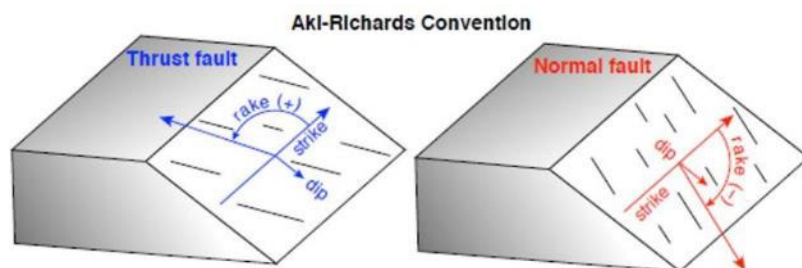 Aki-Richards Convention
Thrust fault
rake (+)
strike
dip
Normal fault
dip
rake (-)
strike